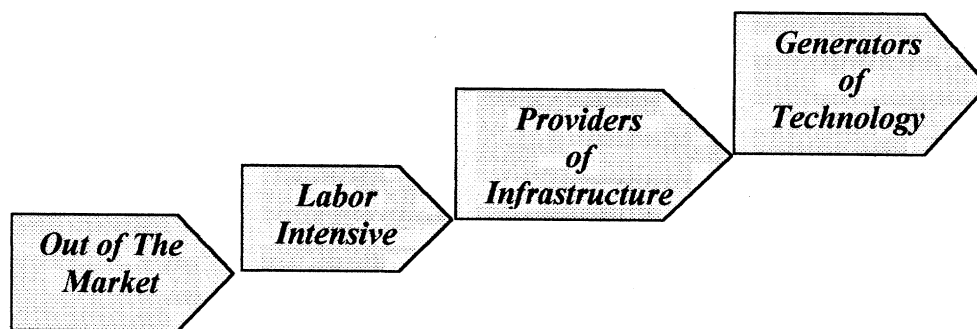 Out of The
Market
Labor
Intensive
Providers
of
Infrastructure
Generators
of
Technology